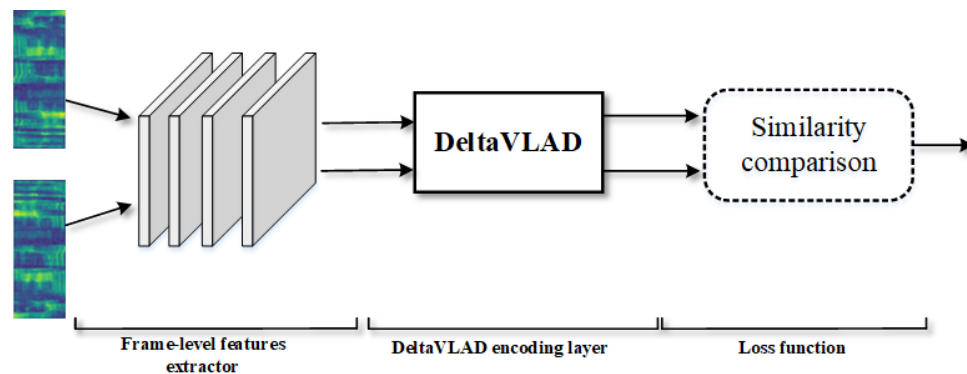 DeltaVLAD
Similarity
comparison
Frame-level features
extractor
DeltaVLAD encoding layer
Loss function